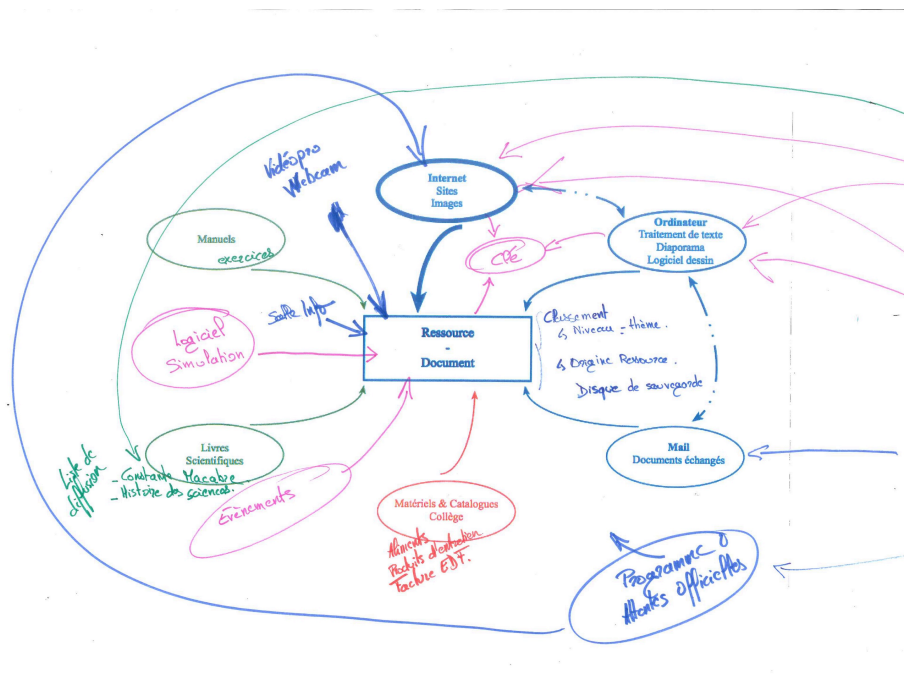 Vidéopro
Webcam
Internet
Sites
Images
Manuels
exercices
Clé
Ordinateur
Traitement de texte
Diaporama
Logiciel dessin
Logiciel
Simulation
Salle Info
Ressource
-
Document
Classement
↳ Niveau - thème.
↳ Origine Ressource.
Disque de sauvegarde
Livres
Scientifiques
Liste de
diffusion
- Constante Macabre
- Histoire des sciences.
Evènements
Matériels & Catalogues
Collège
Aliments
Produits d'entretien
Facture EDF.
Mail
Documents échangés
Programme
Attentes Officielles